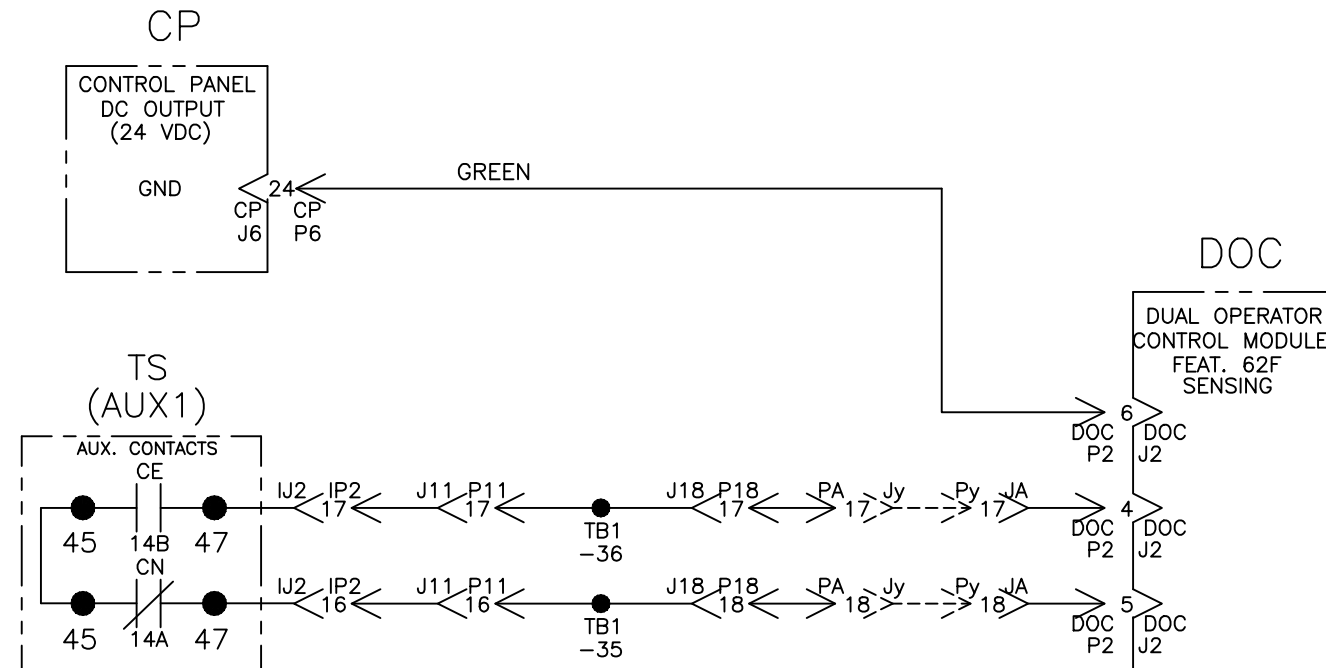 CP
CONTROL PANEL
DC OUTPUT
(24 VDC)
GND
24
CP
J6
CP
P6
GREEN
DOC
DUAL OPERATOR
CONTROL MODULE
FEAT. 62F
SENSING
6
DOC
P2
DOC
J2
TS
(AUX1)
AUX. CONTACTS
CE
45
14B
47
IJ2 IP2
17
J11 P11
17
TB1
-36
J18 P18
17
PA
17
Jy
Py
17
JA
4
DOC
P2
DOC
J2
CN
45
14A
47
IJ2 IP2
16
J11 P11
16
TB1
-35
J18 P18
18
PA
18
Jy
Py
18
JA
5
DOC
P2
DOC
J2